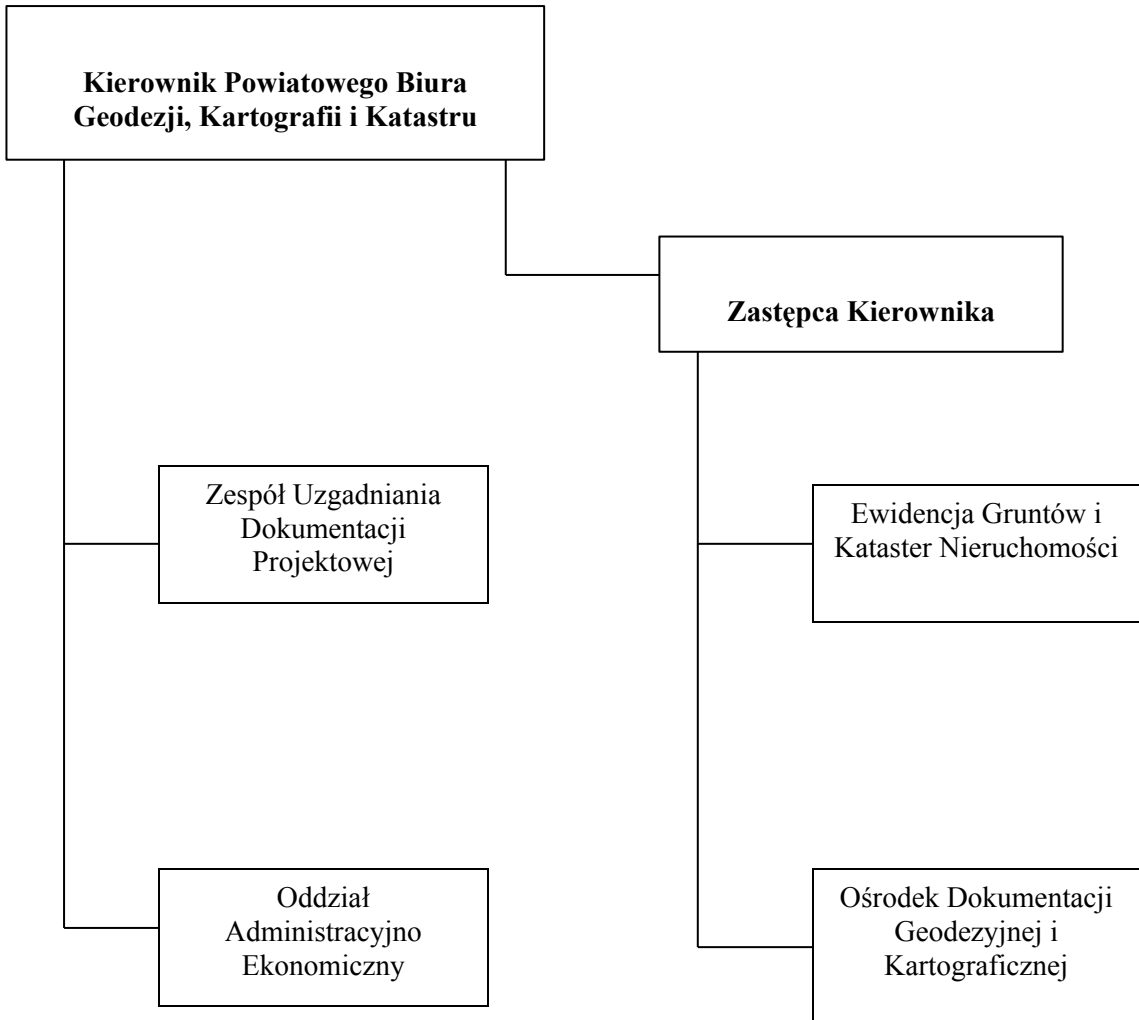 Kierownik Powiatowego Biura
Geodezji, Kartografii i Katastru
Zastępca Kierownika
Zespół Uzgadniania
Dokumentacji
Projektowej
Ewidencja Gruntów i
Kataster Nieruchomości
Oddział
Administracyjno
Ekonomiczny
Ośrodek Dokumentacji
Geodezyjnej i
Kartograficznej